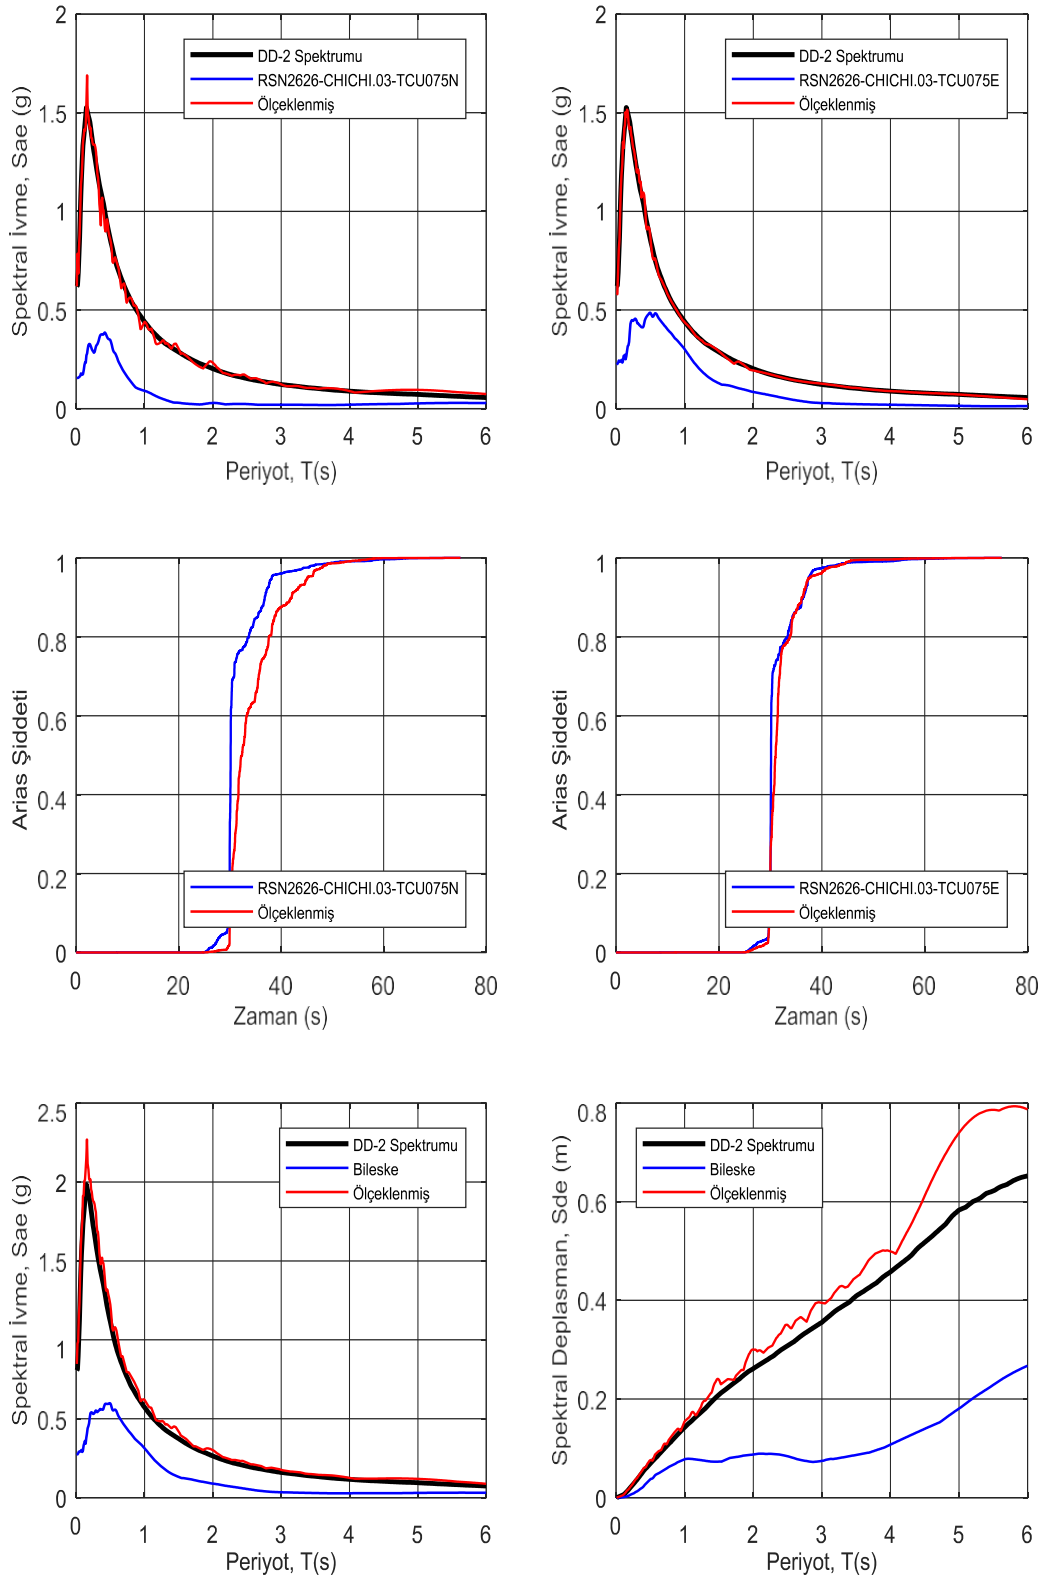 2
1.5
1
0.5
0
Spektral İvme, Sae (g)
DD-2 Spektrumu
RSN2626-CHICHI.03-TCU075N
Ölçeklenmiş
0 1 2 3 4 5 6
Periyot, T(s)
2
1.5
1
0.5
0
Spektral İvme, Sae (g)
DD-2 Spektrumu
RSN2626-CHICHI.03-TCU075E
Ölçeklenmiş
0 1 2 3 4 5 6
Periyot, T(s)
1
0.8
0.6
0.4
0.2
0
Arias Şiddeti
RSN2626-CHICHI.03-TCU075N
Ölçeklenmiş
0 20 40 60 80
Zaman (s)
1
0.8
0.6
0.4
0.2
0
Arias Şiddeti
RSN2626-CHICHI.03-TCU075E
Ölçeklenmiş
0 20 40 60 80
Zaman (s)
2.5
2
1.5
1
0.5
0
Spektral İvme, Sae (g)
DD-2 Spektrumu
Bileske
Ölçeklenmiş
0 1 2 3 4 5 6
Periyot, T(s)
0.8
0.6
0.4
0.2
0
Spektral Deplasman, Sde (m)
DD-2 Spektrumu
Bileske
Ölçeklenmiş
0 1 2 3 4 5 6
Periyot, T(s)